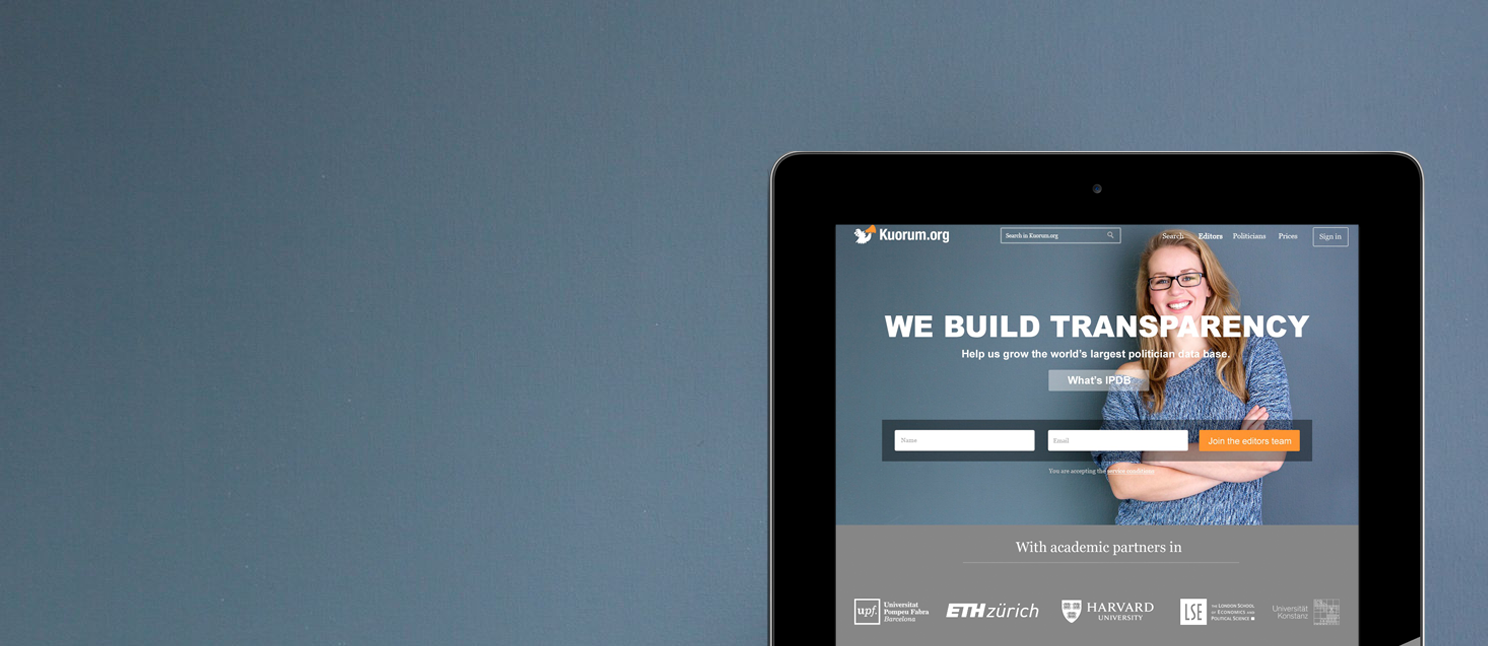 Kuorum.org
Search in Kuorum.org
Search Editors Politicians Prices Sign in
WE BUILD TRANSPARENCY
Help us grow the world's largest politician data base.
What's IPDB
Name
Email
Join the editors team
You are accepting the service conditions
With academic partners in
upf. Universitat
Pompeu Fabra
Barcelona
ETH zürich
HARVARD
UNIVERSITY
LSE THE LONDON SCHOOL
OF ECONOMICS AND
POLITICAL SCIENCE
Universität
Konstanz